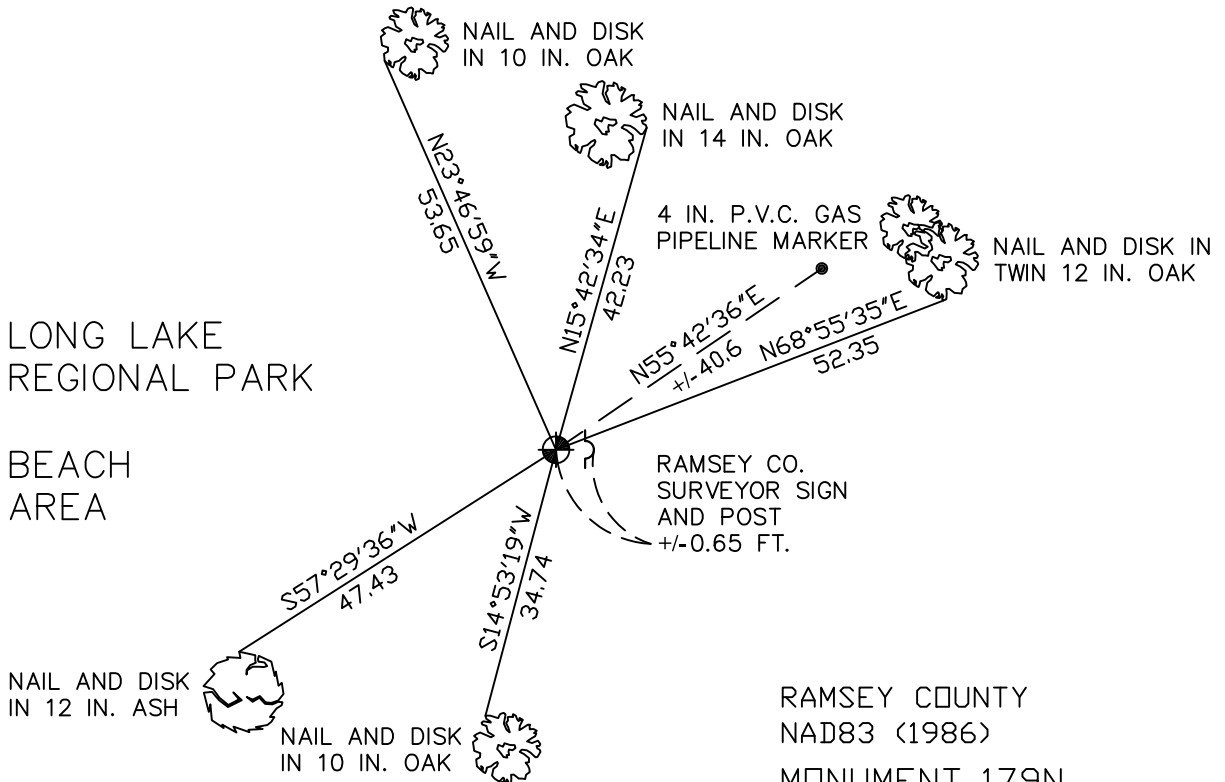 NAIL AND DISK
IN 10 IN. OAK
NAIL AND DISK
IN 14 IN. OAK
4 IN. P.V.C. GAS
PIPELINE MARKER
NAIL AND DISK IN
TWIN 12 IN. OAK
N23°46'59"W
53.65
N15°42'34"E
42.23
N55°42'36"E
+/-40.6
N68°55'35"E
52.35
LONG LAKE
REGIONAL PARK
BEACH
AREA
RAMSEY CO.
SURVEYOR SIGN
AND POST
+/-0.65 FT.
S57°29'36"W
47.43
S14°53'19"W
34.74
NAIL AND DISK
IN 12 IN. ASH
NAIL AND DISK
IN 10 IN. OAK
RAMSEY COUNTY
NAD83 (1986)
MONUMENT 179N